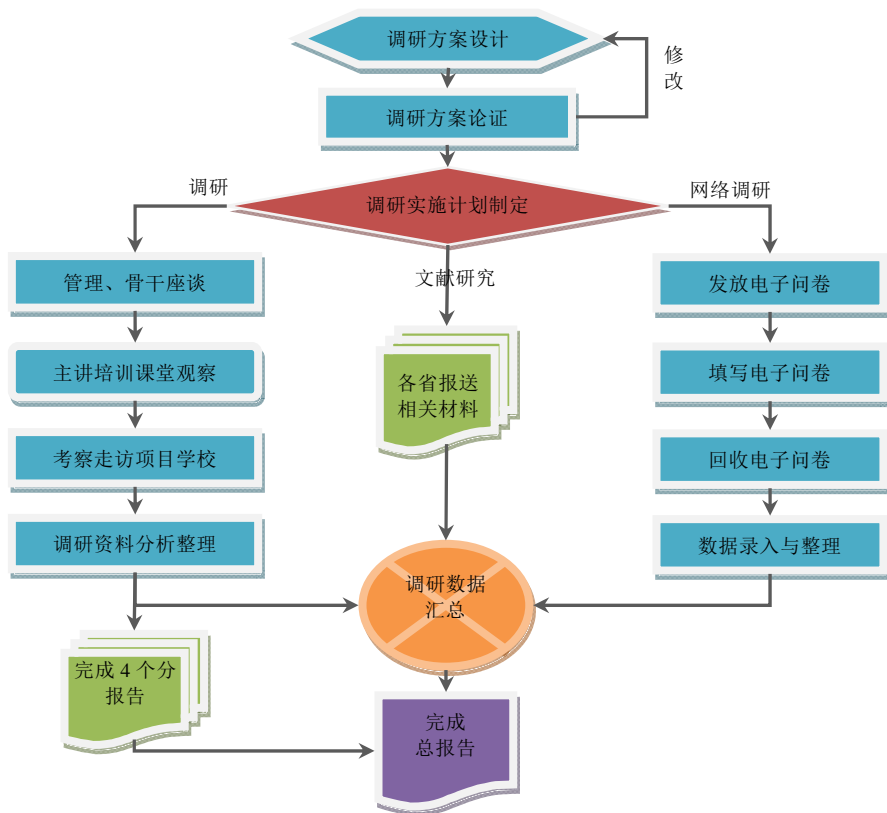 调研方案设计
修
改
调研方案论证
调研
网络调研
调研实施计划制定
文献研究
管理、骨干座谈
发放电子问卷
主讲培训课堂观察
各省报送
相关材料
填写电子问卷
考察走访项目学校
回收电子问卷
调研资料分析整理
数据录入与整理
调研数据
汇总
完成 4 个分
报告
完成
总报告